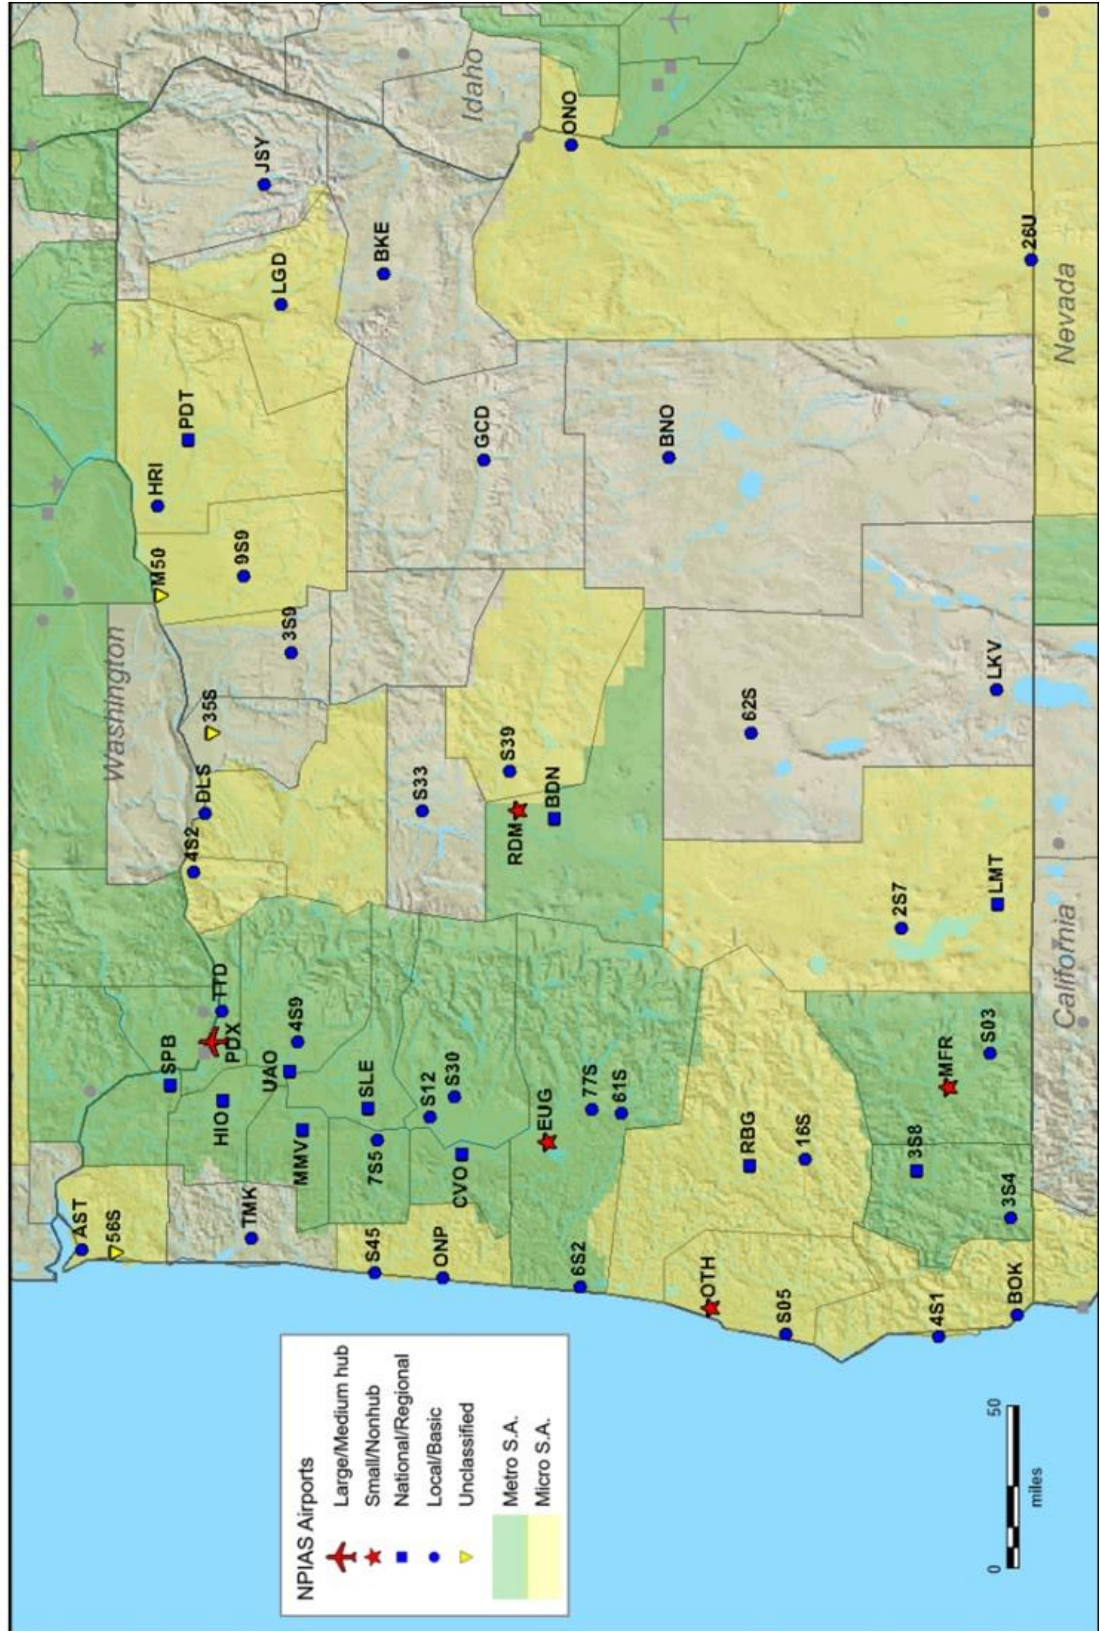 AST
56S
Washington
HRI
M50
SPB
PDT
4S2
DLS
35S
HIO
TTD
PDX
TMK
9S9
JSY
UAO
LGD
3S9
4S9
MMV
SLE
S45
7S5
BKE
S33
S12
ONP
S30
CVO
Idaho
GCD
S39
RDM
EUG
BDN
ONO
6S2
77S
61S
BNO
OTH
RBG
62S
S05
16S
2S7
3S8
4S1
MFR
S03
LMT
LKV
3S4
BOK
26U
California
Nevada
NPIAS Airports
Large/Medium hub
Small/Nonhub
National/Regional
Local/Basic
Unclassified
Metro S.A.
Micro S.A.
0 50
miles